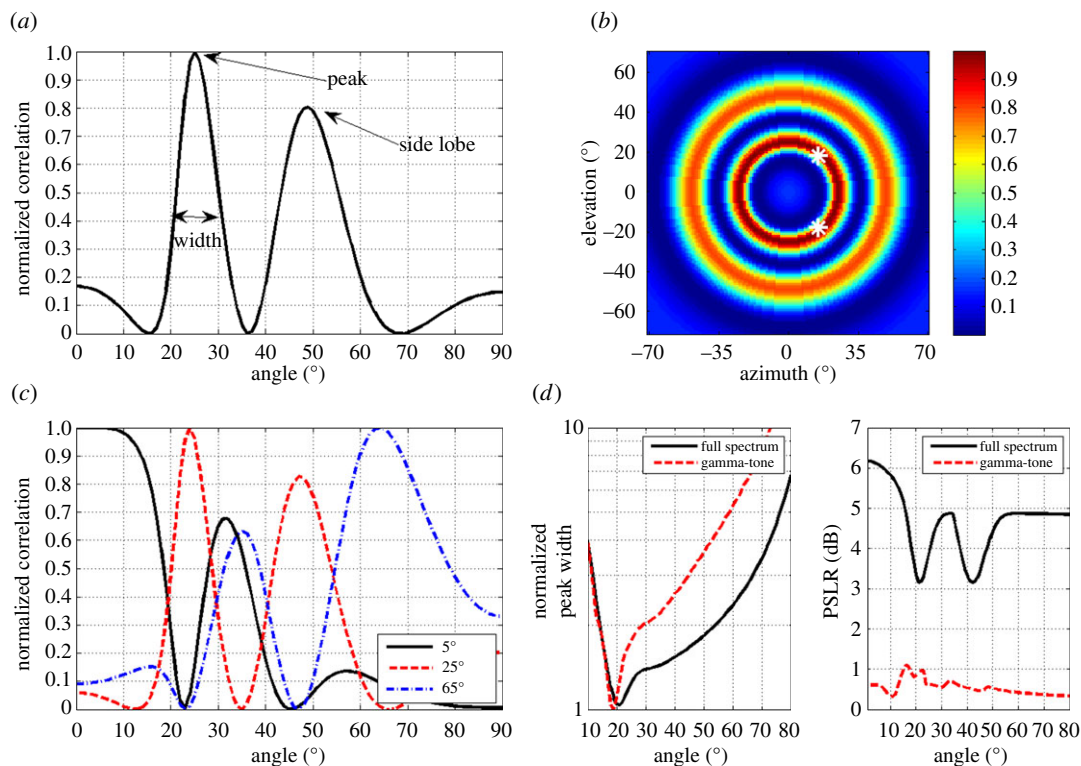 (a)
1.0
0.9
0.8
0.7
0.6
0.5
0.4
0.3
0.2
0.1
0
normalized correlation
peak
side lobe
width
0 10 20 30 40 50 60 70 80 90
angle (°)
(b)
60
40
20
0
−20
−40
−60
elevation (°)
−70 −35 0 35 70
azimuth (°)
0.9
0.8
0.7
0.6
0.5
0.4
0.3
0.2
0.1
(c)
1.0
0.9
0.8
0.7
0.6
0.5
0.4
0.3
0.2
0.1
0
normalized correlation
5°
25°
65°
0 10 20 30 40 50 60 70 80 90
angle (°)
(d)
10
1
normalized
peak width
full spectrum
gamma-tone
10 20 30 40 50 60 70 80
angle (°)
7
6
5
4
3
2
1
0
PSLR (dB)
full spectrum
gamma-tone
10 20 30 40 50 60 70 80
angle (°)